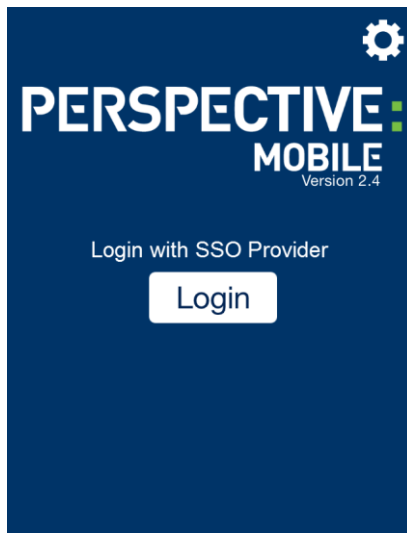 PERSPECTIVE:
MOBILE
Version 2.4
Login with SSO Provider
Login